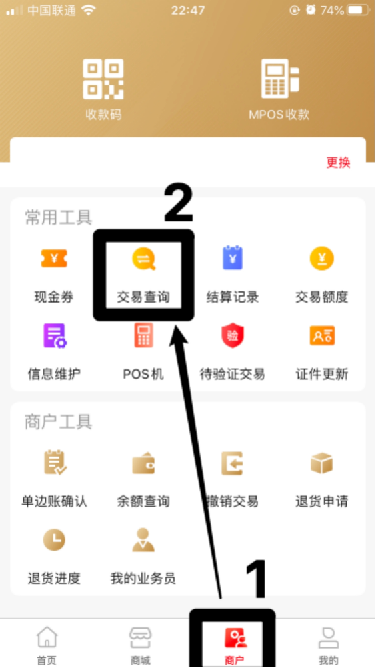 中国联通 22:47 74%
收款码 MPOS收款
更换
2
常用工具
现金券 交易查询 结算记录 交易额度
验
信息维护 POS机 待验证交易 证件更新
商户工具
单边账确认 余额查询 撤销交易 退货申请
退货进度 我的业务员
1
首页 商城 商户 我的